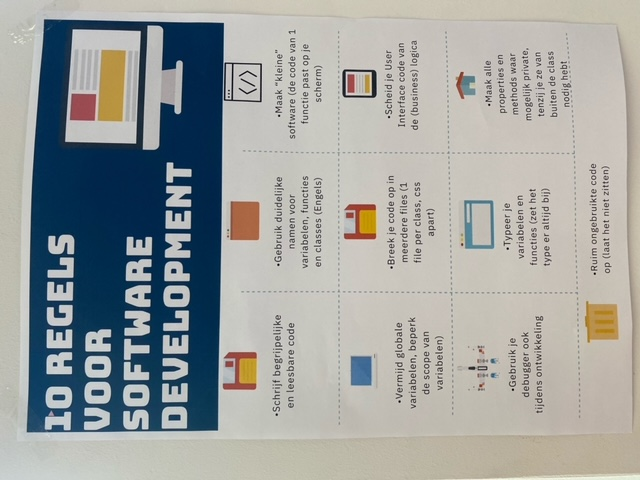 10 REGELS
VOOR
SOFTWARE
DEVELOPMENT
•Schrijf begrijpelijke
en leesbare code
•Gebruik duidelijke
namen voor
variabelen, functies
en classes (Engels)
•Maak "kleine"
software (de code van 1
functie past op je
scherm)
•Vermijd globale
variabelen, beperk
de scope van
variabelen)
•Breek je code op in
meerdere files (1
file per class, css
apart)
•Scheid je User
Interface code van
de (business) logica
•Gebruik je
debugger ook
tijdens ontwikkeling
•Typeer je
variabelen en
functies (zet het
type er altijd bij)
•Maak alle
properties en
methods waar
mogelijk private,
tenzij je ze van
buiten de class
nodig hebt
•Ruim ongebruikte code
op (laat het niet zitten)